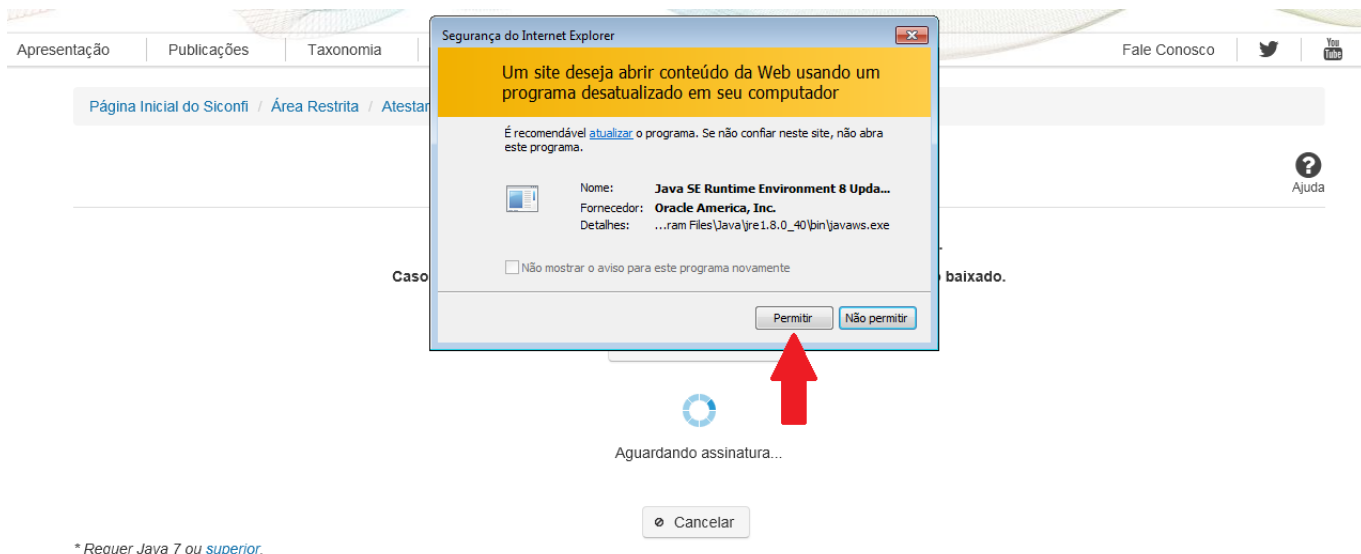 Segurança do Internet Explorer
Um site deseja abrir conteúdo da Web usando um
programa desatualizado em seu computador
Apresentação Publicações Taxonomia Fale Conosco You Tube
Página Inicial do Siconfi / Área Restrita / Atestar
É recomendável atualizar o programa. Se não confiar neste site, não abra
este programa.
Ajuda
Nome: Java SE Runtime Environment 8 Upda...
Fornecedor: Oracle America, Inc.
Detalhes: ...ram Files\Java\jre1.8.0_40\bin\javaws.exe
Não mostrar o aviso para este programa novamente
Caso baixado.
Permitir Não permitir
Aguardando assinatura...
Cancelar
* Requer Java 7 ou superior.